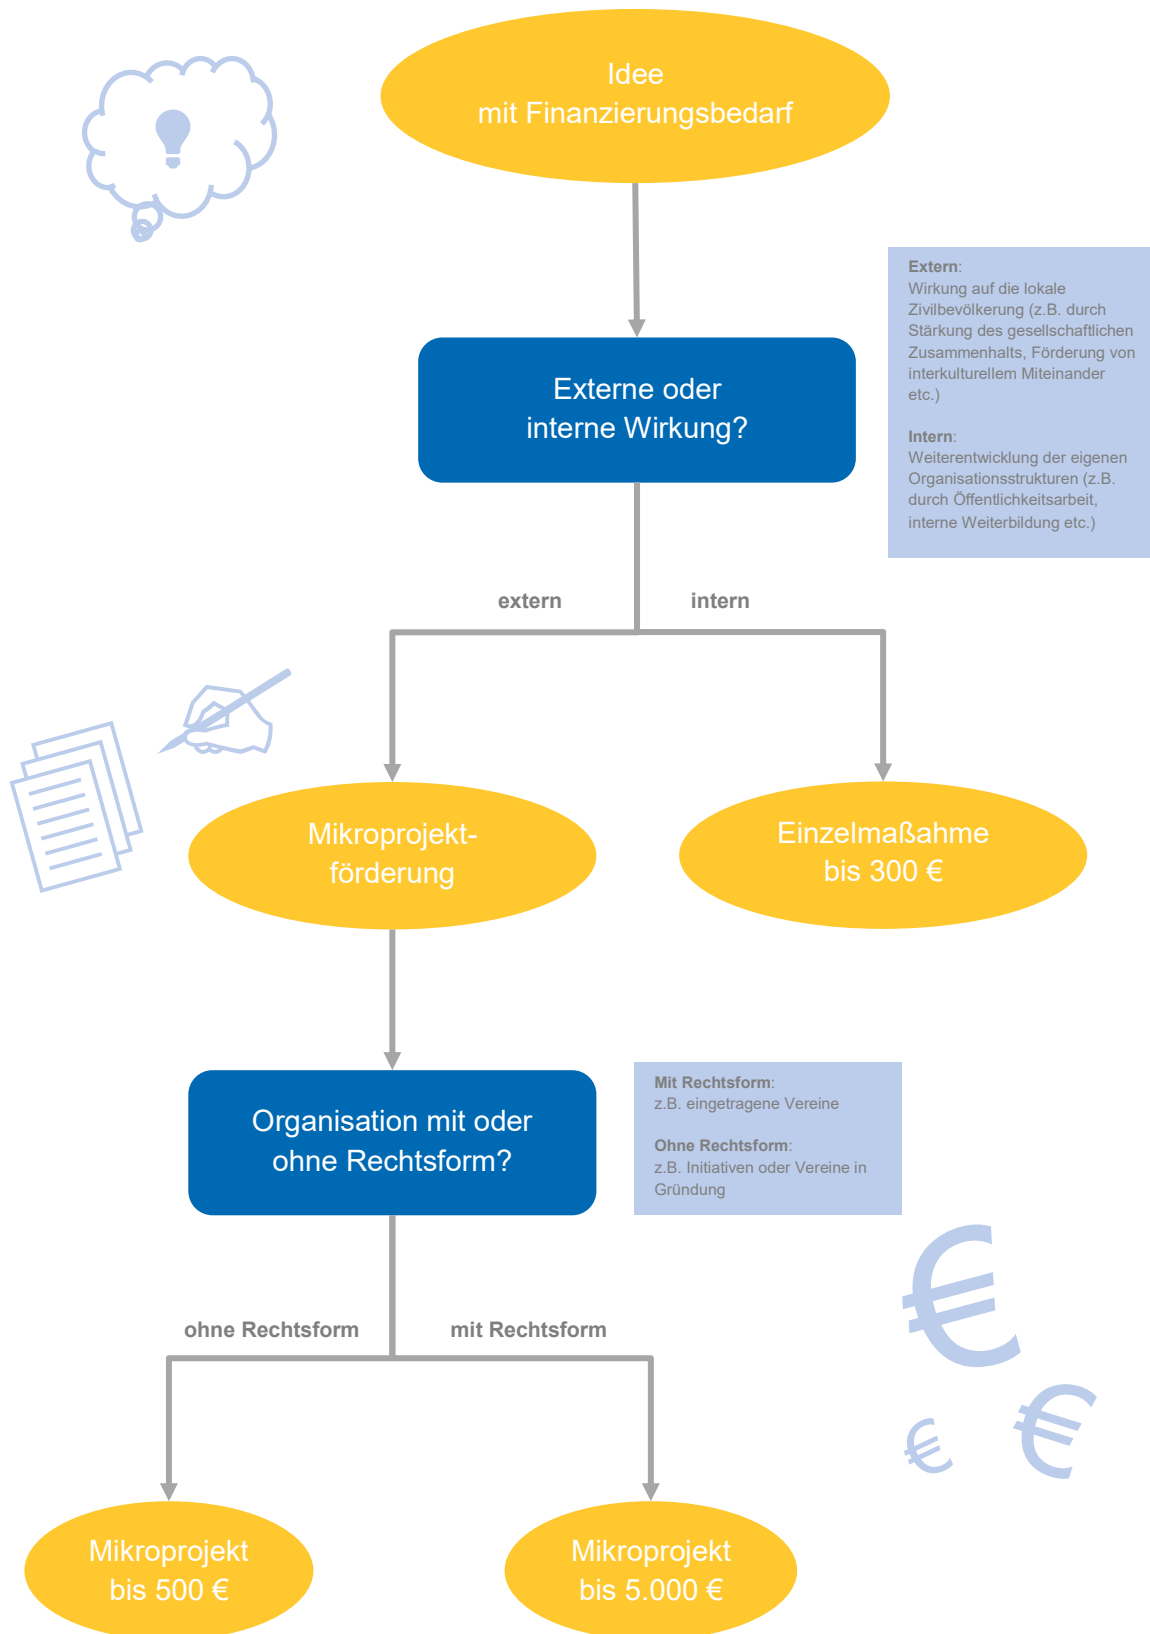 Idee
mit Finanzierungsbedarf
Extern:
Wirkung auf die lokale
Zivilbevölkerung (z.B. durch
Stärkung des gesellschaftlichen
Zusammenhalts, Förderung von
interkulturellem Miteinander
etc.)
Intern:
Weiterentwicklung der eigenen
Organisationsstrukturen (z.B.
durch Öffentlichkeitsarbeit,
interne Weiterbildung etc.)
Externe oder
interne Wirkung?
extern
intern
Mikroprojekt-
förderung
Einzelmaßahme
bis 300 €
Organisation mit oder
ohne Rechtsform?
Mit Rechtsform:
z.B. eingetragene Vereine
Ohne Rechtsform:
z.B. Initiativen oder Vereine in
Gründung
€
€
€
ohne Rechtsform
mit Rechtsform
Mikroprojekt
bis 500 €
Mikroprojekt
bis 5.000 €